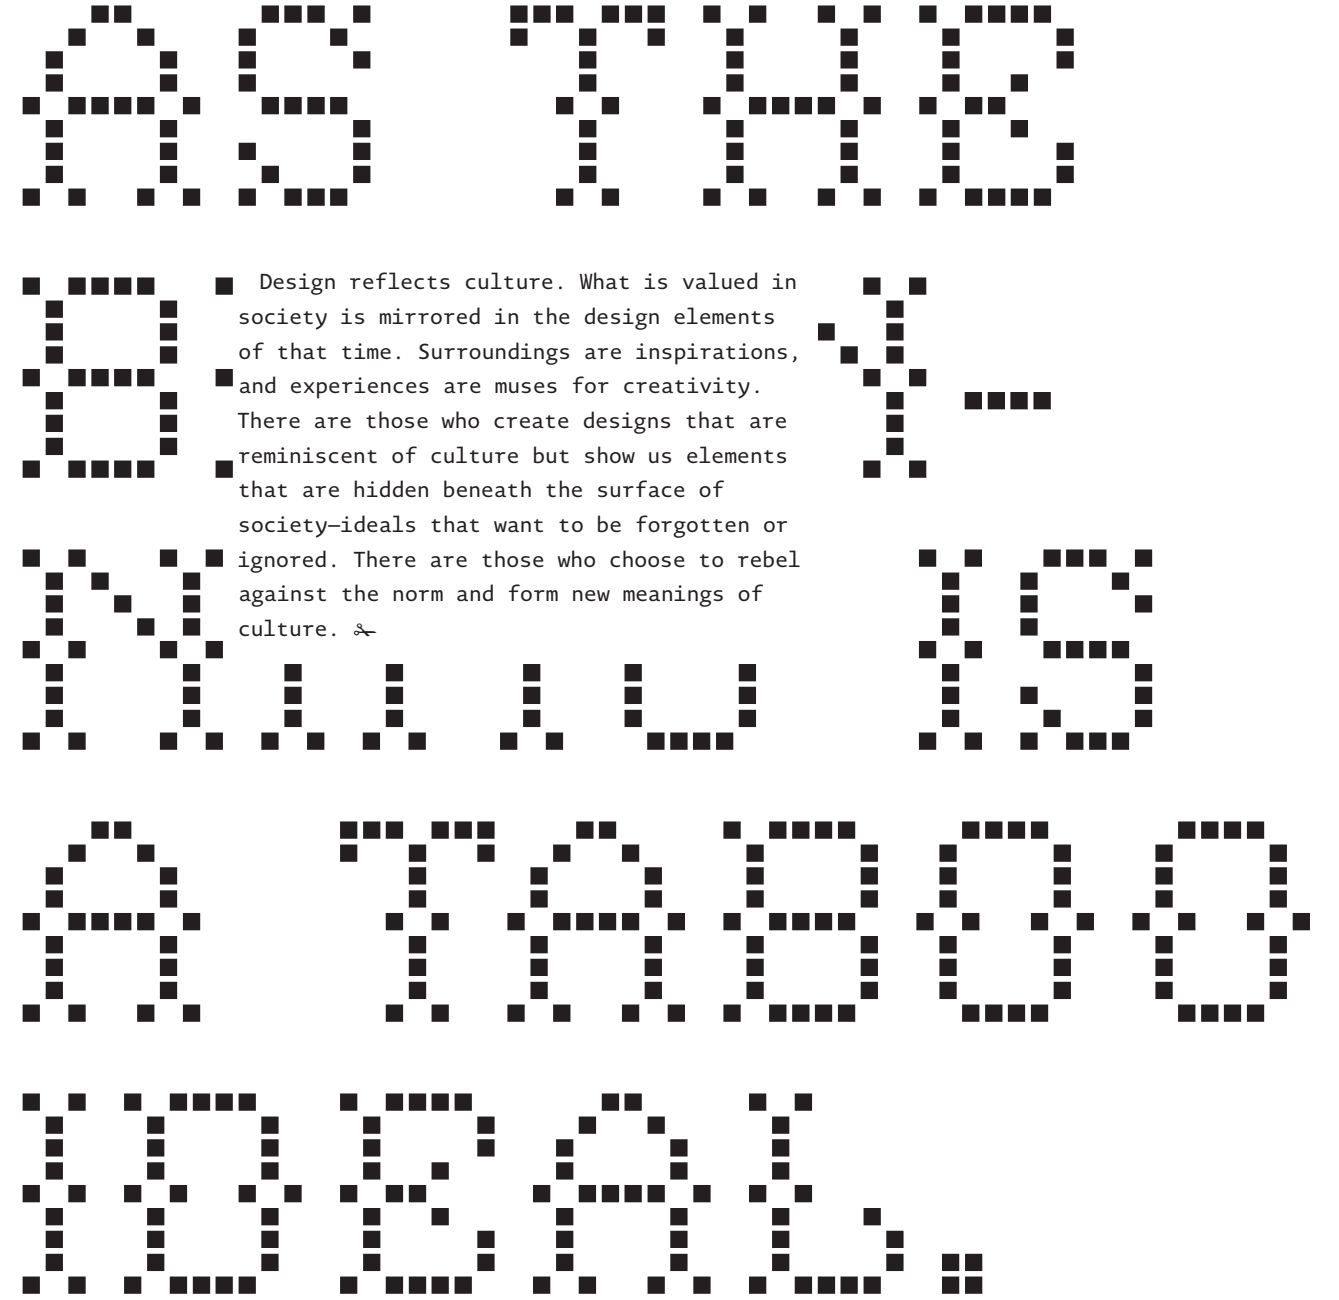 AS THE
B Y-
Design reflects culture. What is valued in
society is mirrored in the design elements
of that time. Surroundings are inspirations,
and experiences are muses for creativity.
There are those who create designs that are
reminiscent of culture but show us elements
that are hidden beneath the surface of
society—ideals that want to be forgotten or
ignored. There are those who choose to rebel
against the norm and form new meanings of
culture. ✁
N IS
A TABOO
IDEAL.